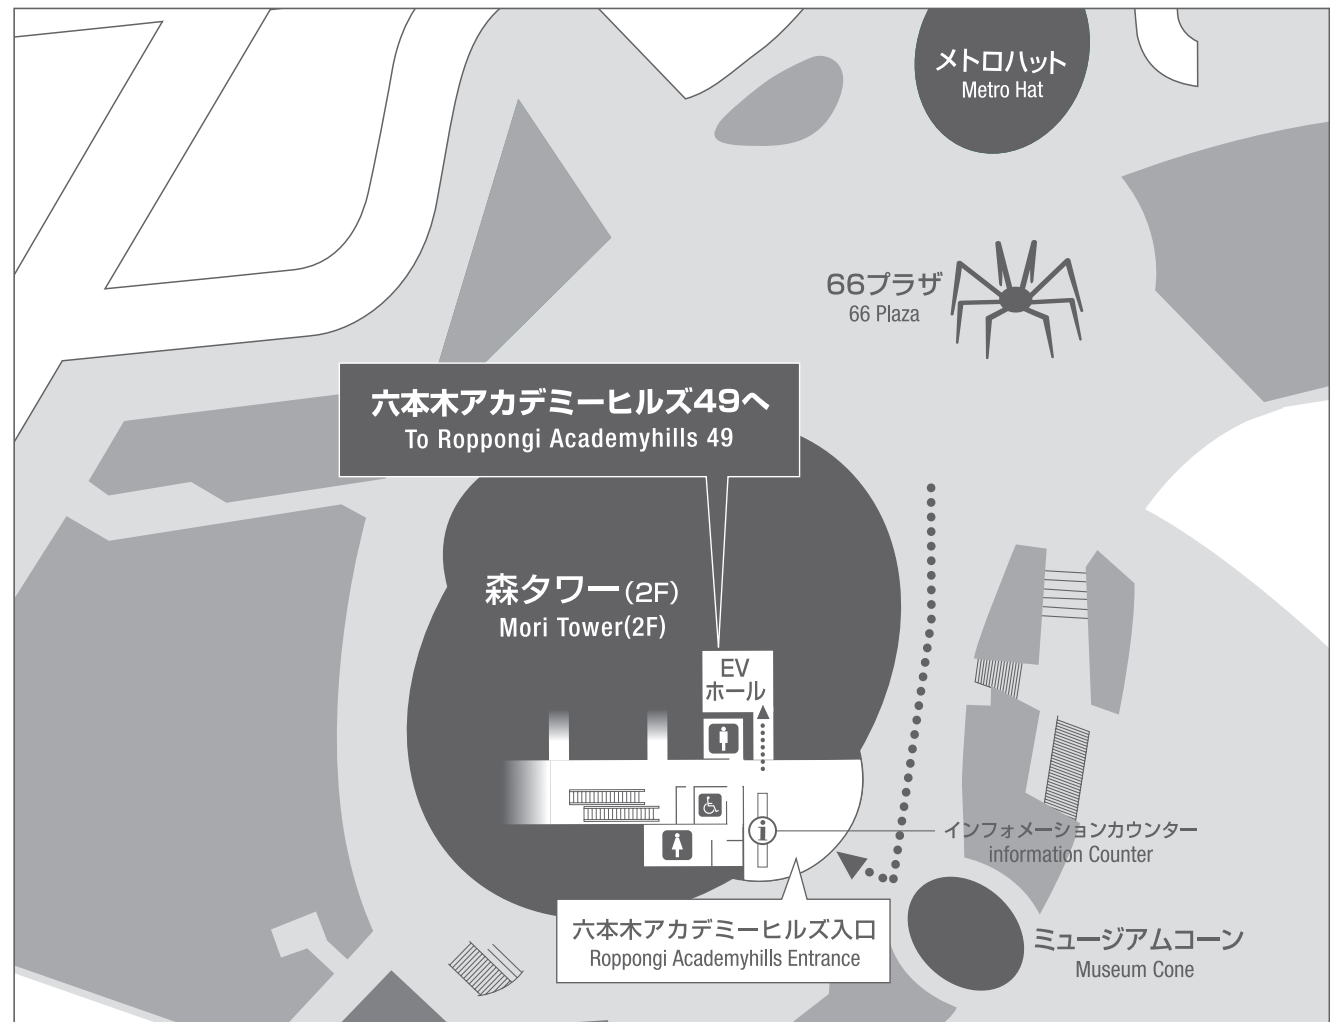 メトロハット
Metro Hat
66プラザ
66 Plaza
六本木アカデミーヒルズ49へ
To Roppongi Academyhills 49
森タワー(2F)
Mori Tower(2F)
EV
ホール
i
インフォメーションカウンター
information Counter
六本木アカデミーヒルズ入口
Roppongi Academyhills Entrance
ミュージアムコーン
Museum Cone